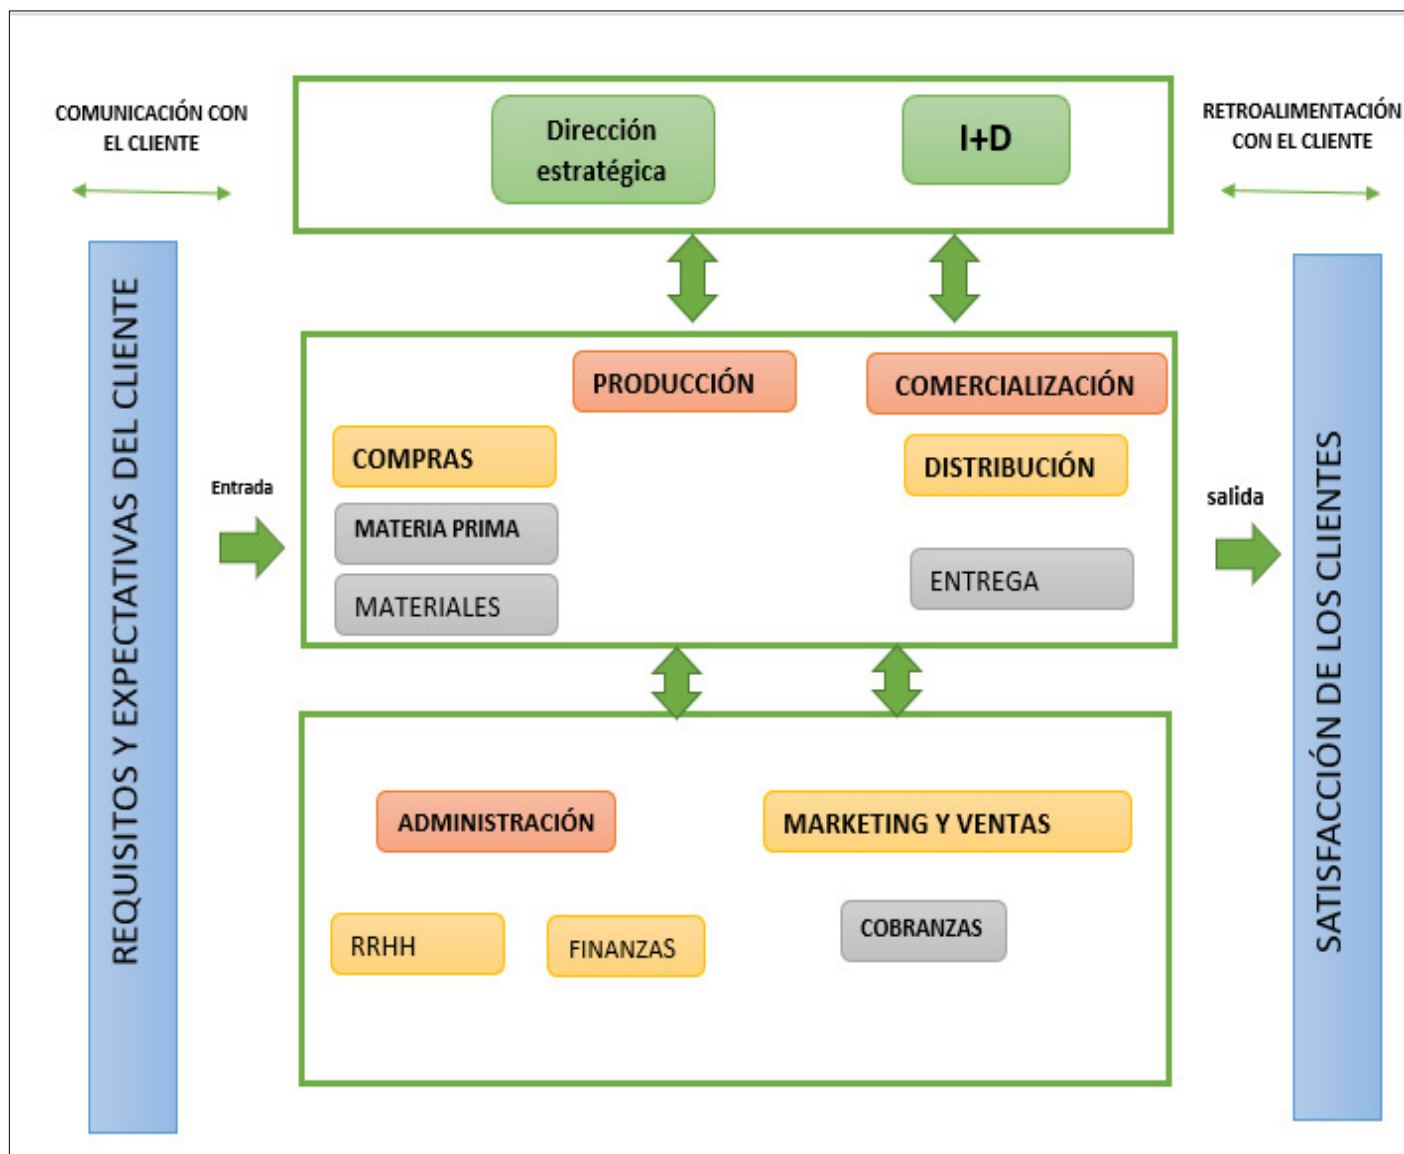 COMUNICACIÓN CON
EL CLIENTE
Dirección
estratégica
I+D
RETROALIMENTACIÓN
CON EL CLIENTE
REQUISITOS Y EXPECTATIVAS DEL CLIENTE
Entrada
PRODUCCIÓN
COMERCIALIZACIÓN
COMPRAS
DISTRIBUCIÓN
MATERIA PRIMA
ENTREGA
MATERIALES
salida
SATISFACCIÓN DE LOS CLIENTES
ADMINISTRACIÓN
MARKETING Y VENTAS
RRHH
FINANZAS
COBRANZAS